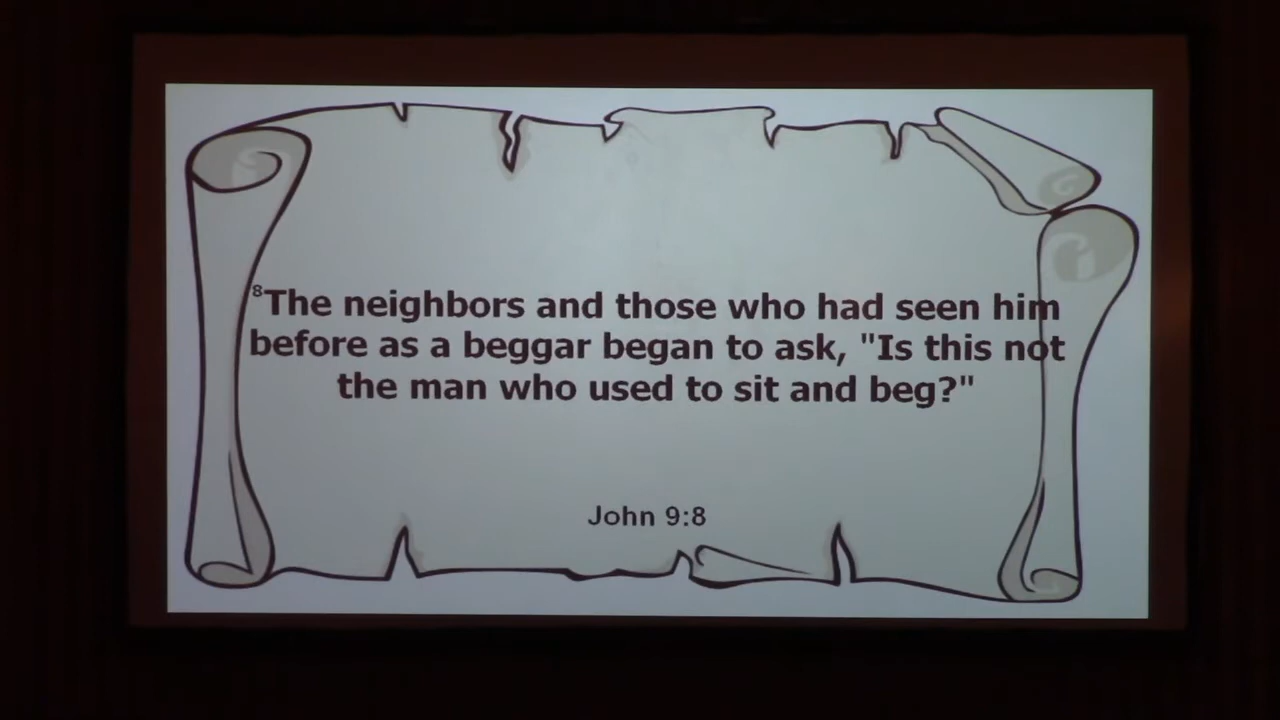 ⁸The neighbors and those who had seen him
before as a beggar began to ask, "Is this not
the man who used to sit and beg?"
John 9:8